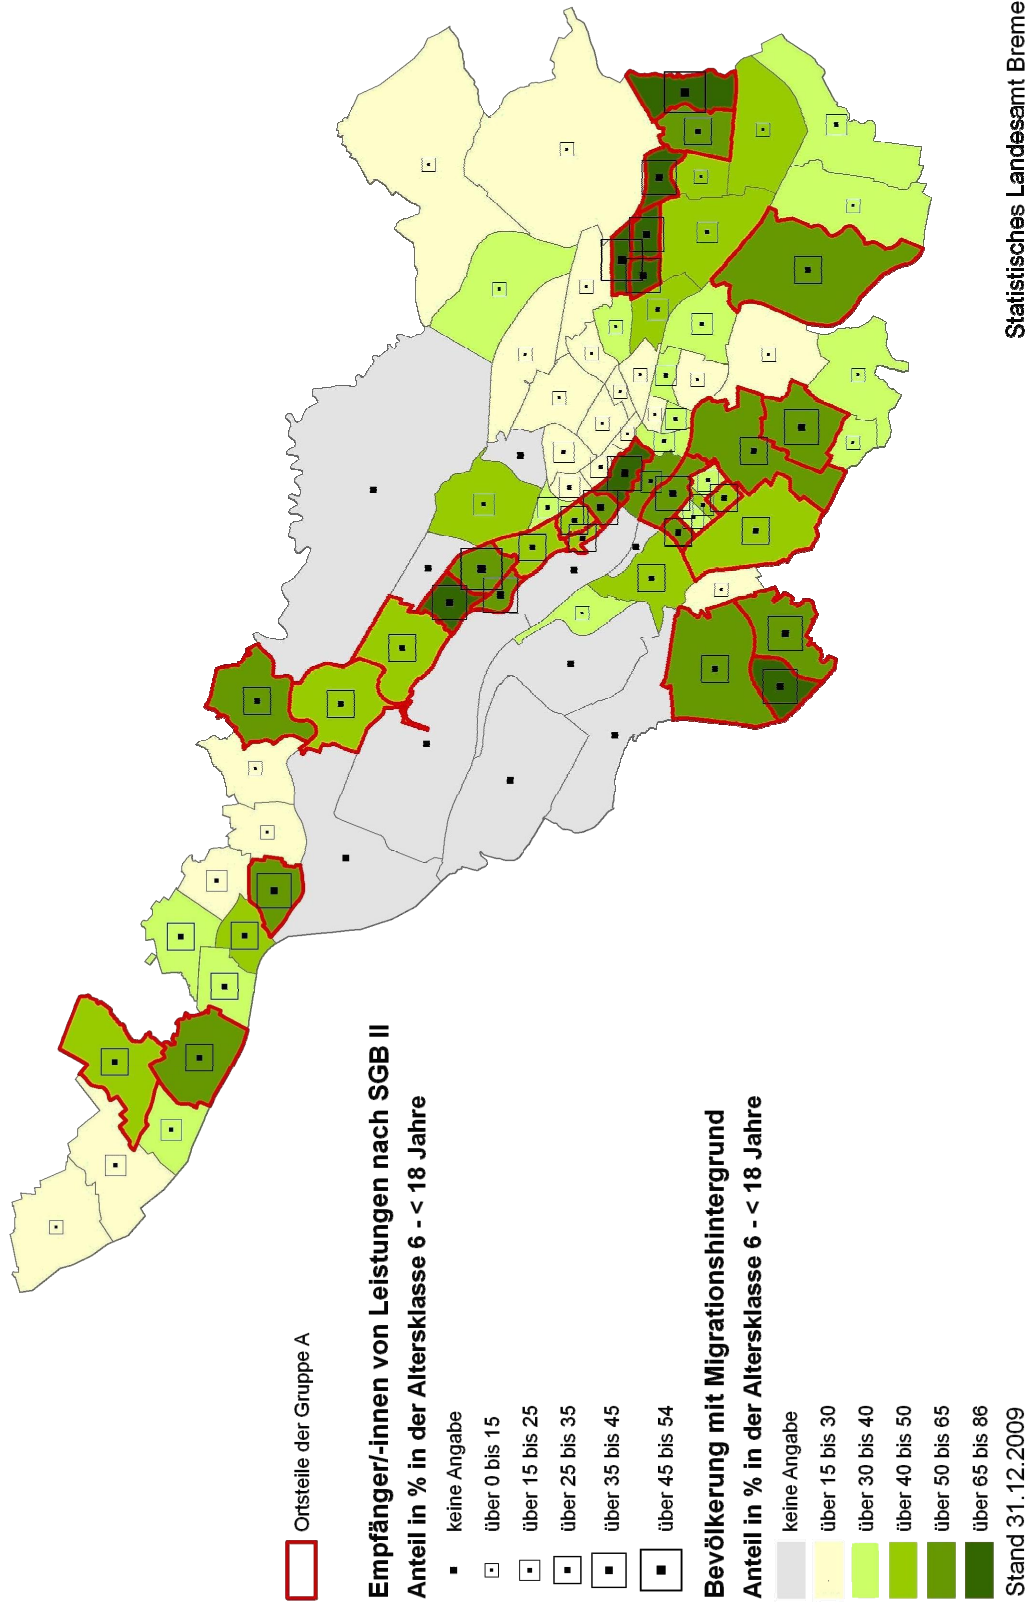 Ortsteile der Gruppe A
Empfänger/-innen von Leistungen nach SGB II
Anteil in % in der Altersklasse 6 - < 18 Jahre
keine Angabe
über 0 bis 15
über 15 bis 25
über 25 bis 35
über 35 bis 45
über 45 bis 54
Bevölkerung mit Migrationshintergrund
Anteil in % in der Altersklasse 6 - < 18 Jahre
keine Angabe
über 15 bis 30
über 30 bis 40
über 40 bis 50
über 50 bis 65
über 65 bis 86
Stand 31.12.2009
Statistisches Landesamt Breme